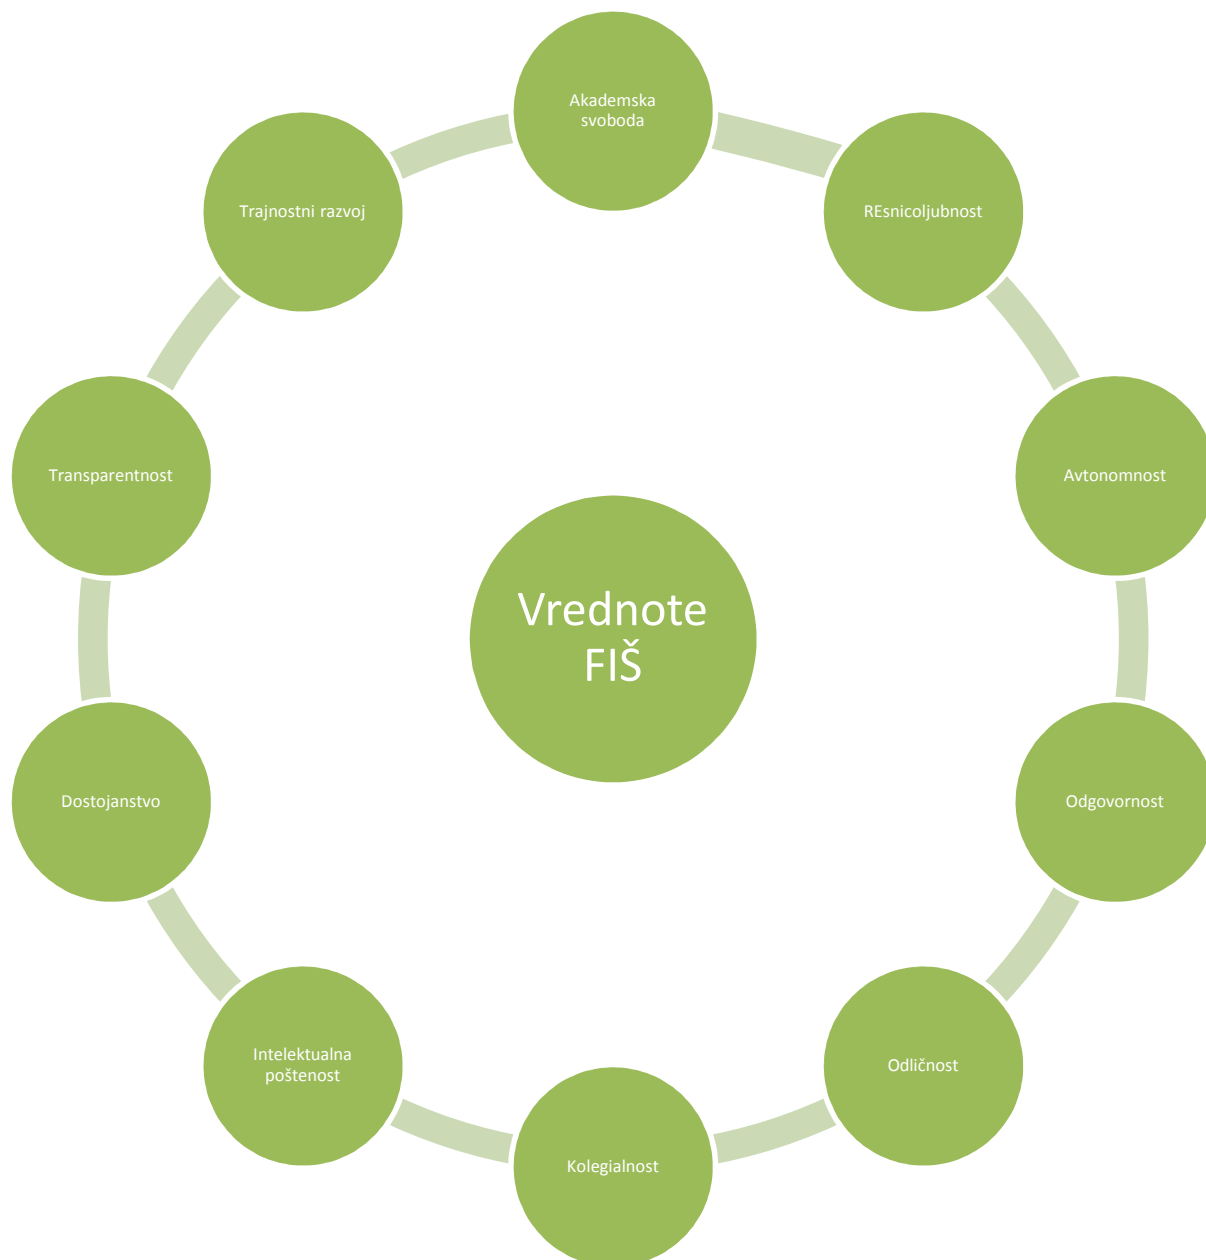 Akademska
svoboda
REsnicoljubnost
Avtonomnost
Odgovornost
Odličnost
Kolegialnost
Intelektualna
poštenost
Dostojanstvo
Transparentnost
Trajnostni razvoj
Vrednote
FIŠ